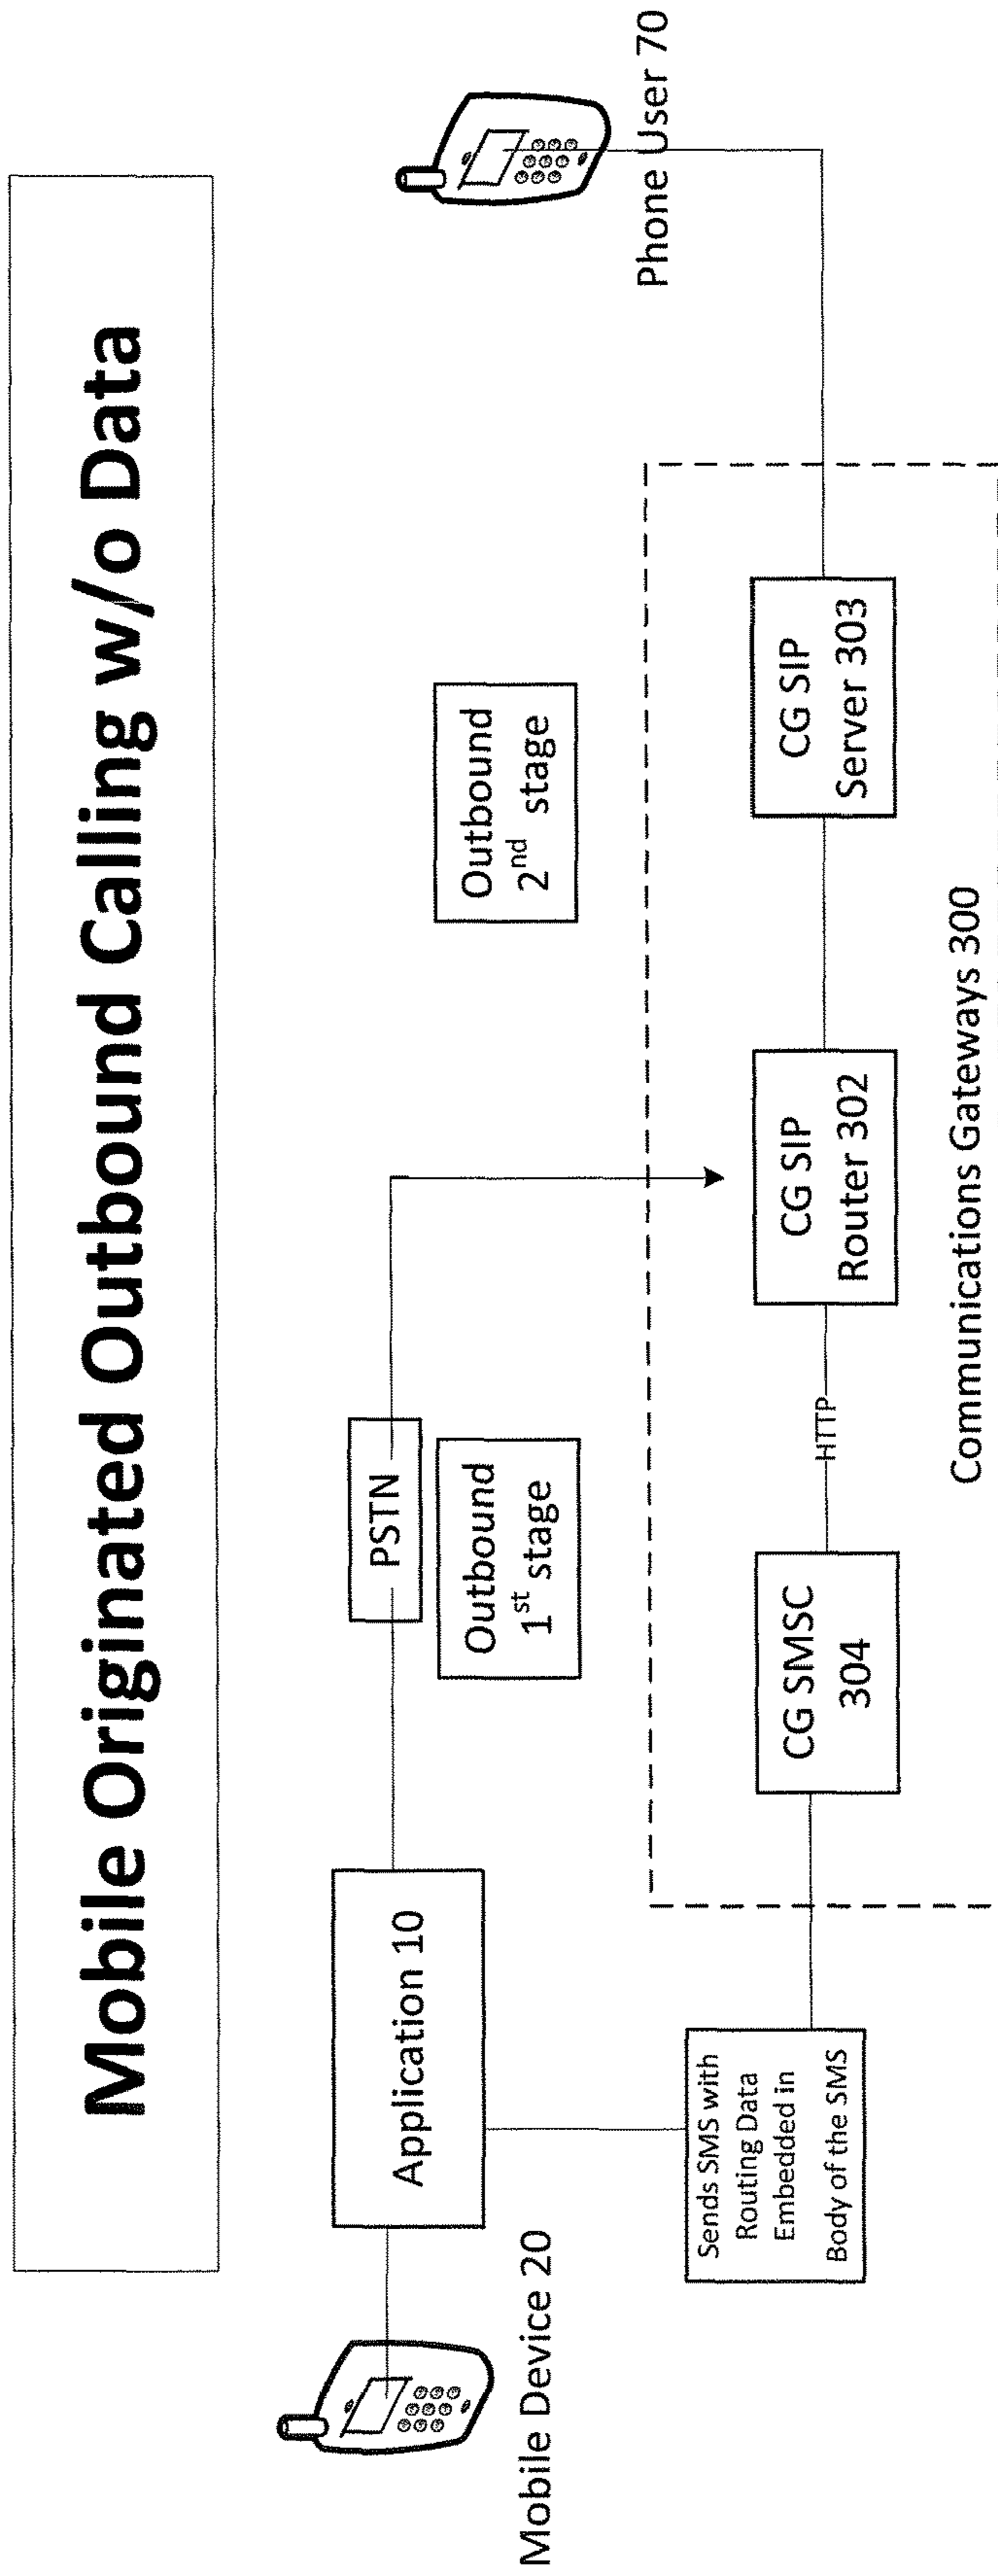 Mobile Originated Outbound Calling w/o Data
Mobile Device 20
Application 10
PSTN
Outbound
1st stage
Outbound
2nd stage
Phone User 70
Sends SMS with
Routing Data
Embedded in
Body of the SMS
CG SMSC
304
HTTP
CG SIP
Router 302
CG SIP
Server 303
Communications Gateways 300